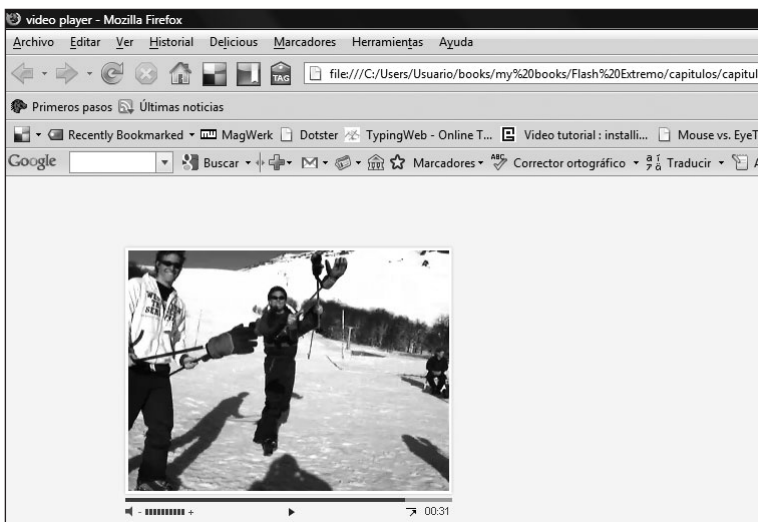 video player - Mozilla Firefox
Archivo Editar Ver Historial Delicious Marcadores Herramientas Ayuda
TAG file:///C:/Users/Usuario/books/my%20books/Flash%20Extremo/capitulos/capitul
Primeros pasos Últimas noticias
Recently Bookmarked MagWerk Dotster TypingWeb - Online T... Video tutorial : installi... Mouse vs. EyeT
Google Buscar Marcadores ABC Corrector ortográfico Traducir A
- + 00:31